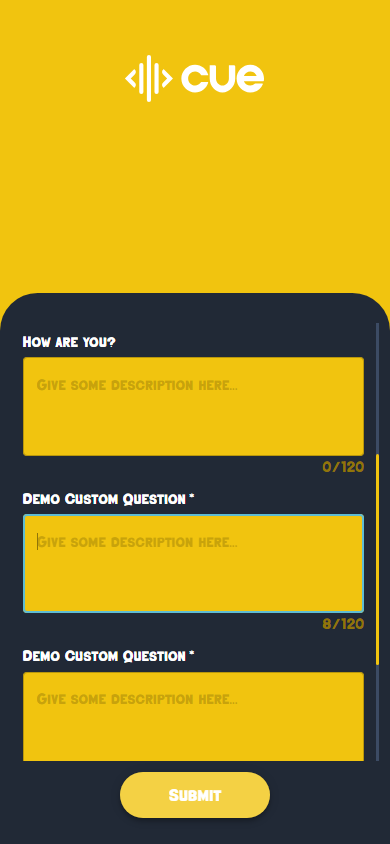 cue
How are you?
Give some description here...
0/120
Demo Custom Question *
Give some description here...
8/120
Demo Custom Question *
Give some description here...
Submit